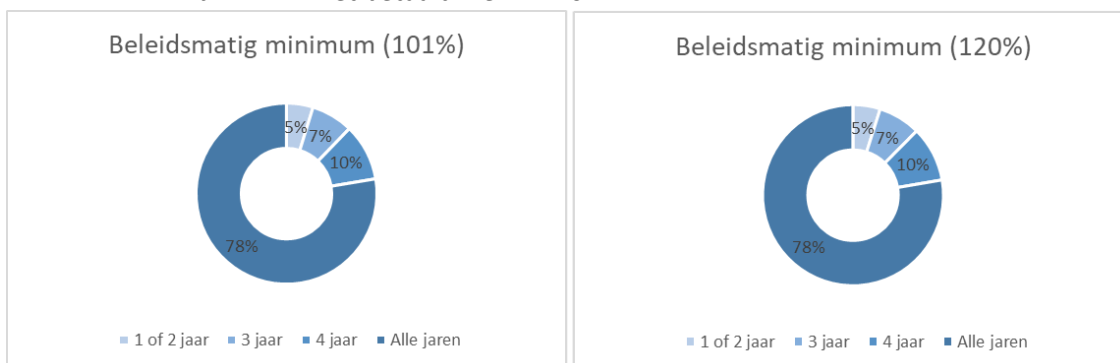 Beleidsmatig minimum (101%)
5%
7%
10%
78%
1 of 2 jaar 3 jaar 4 jaar Alle jaren
Beleidsmatig minimum (120%)
5%
7%
10%
78%
1 of 2 jaar 3 jaar 4 jaar Alle jaren